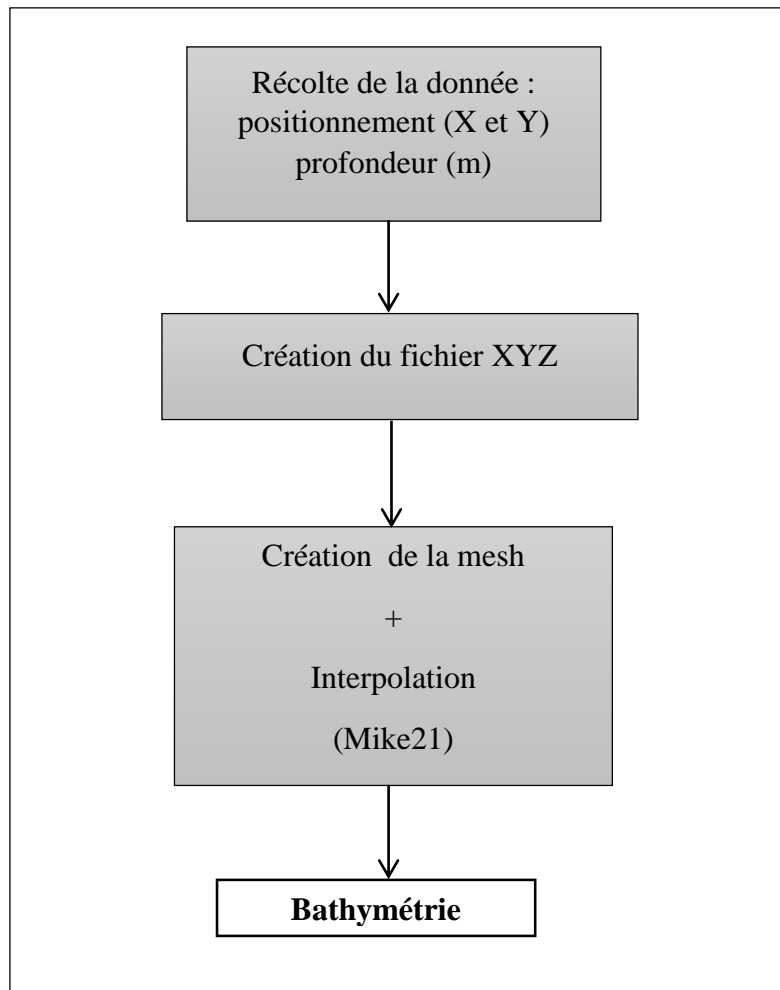 Récolte de la donnée :
positionnement (X et Y)
profondeur (m)
Création du fichier XYZ
Création  de la mesh
+
Interpolation
(Mike21)
Bathymétrie